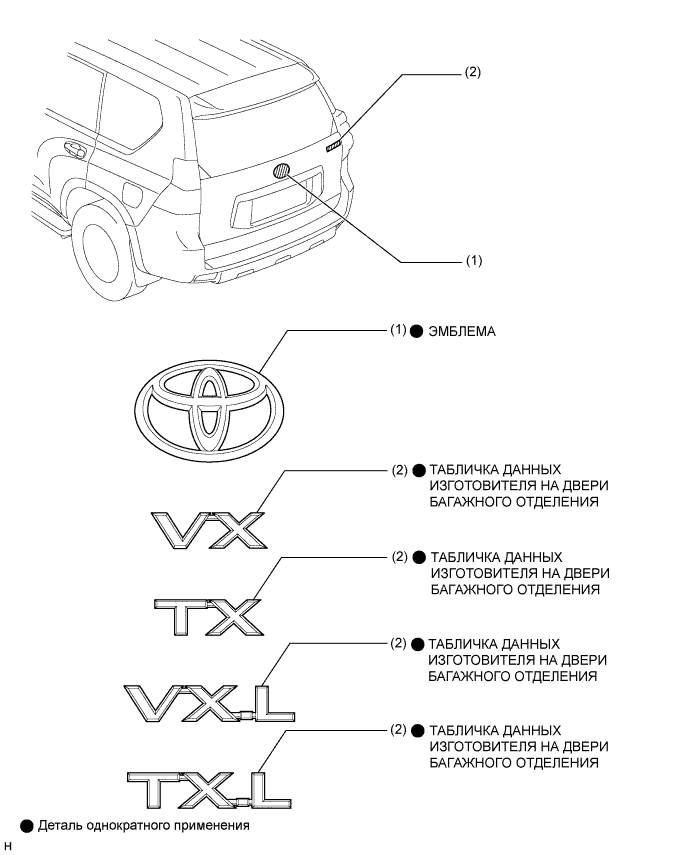 (2)
(1)
(1) ● ЭМБЛЕМА
(2) ● ТАБЛИЧКА ДАННЫХ
ИЗГОТОВИТЕЛЯ НА ДВЕРИ
БАГАЖНОГО ОТДЕЛЕНИЯ
VX
(2) ● ТАБЛИЧКА ДАННЫХ
ИЗГОТОВИТЕЛЯ НА ДВЕРИ
БАГАЖНОГО ОТДЕЛЕНИЯ
TX
(2) ● ТАБЛИЧКА ДАННЫХ
ИЗГОТОВИТЕЛЯ НА ДВЕРИ
БАГАЖНОГО ОТДЕЛЕНИЯ
VX.L
(2) ● ТАБЛИЧКА ДАННЫХ
ИЗГОТОВИТЕЛЯ НА ДВЕРИ
БАГАЖНОГО ОТДЕЛЕНИЯ
TX.L
● Деталь однократного применения
H